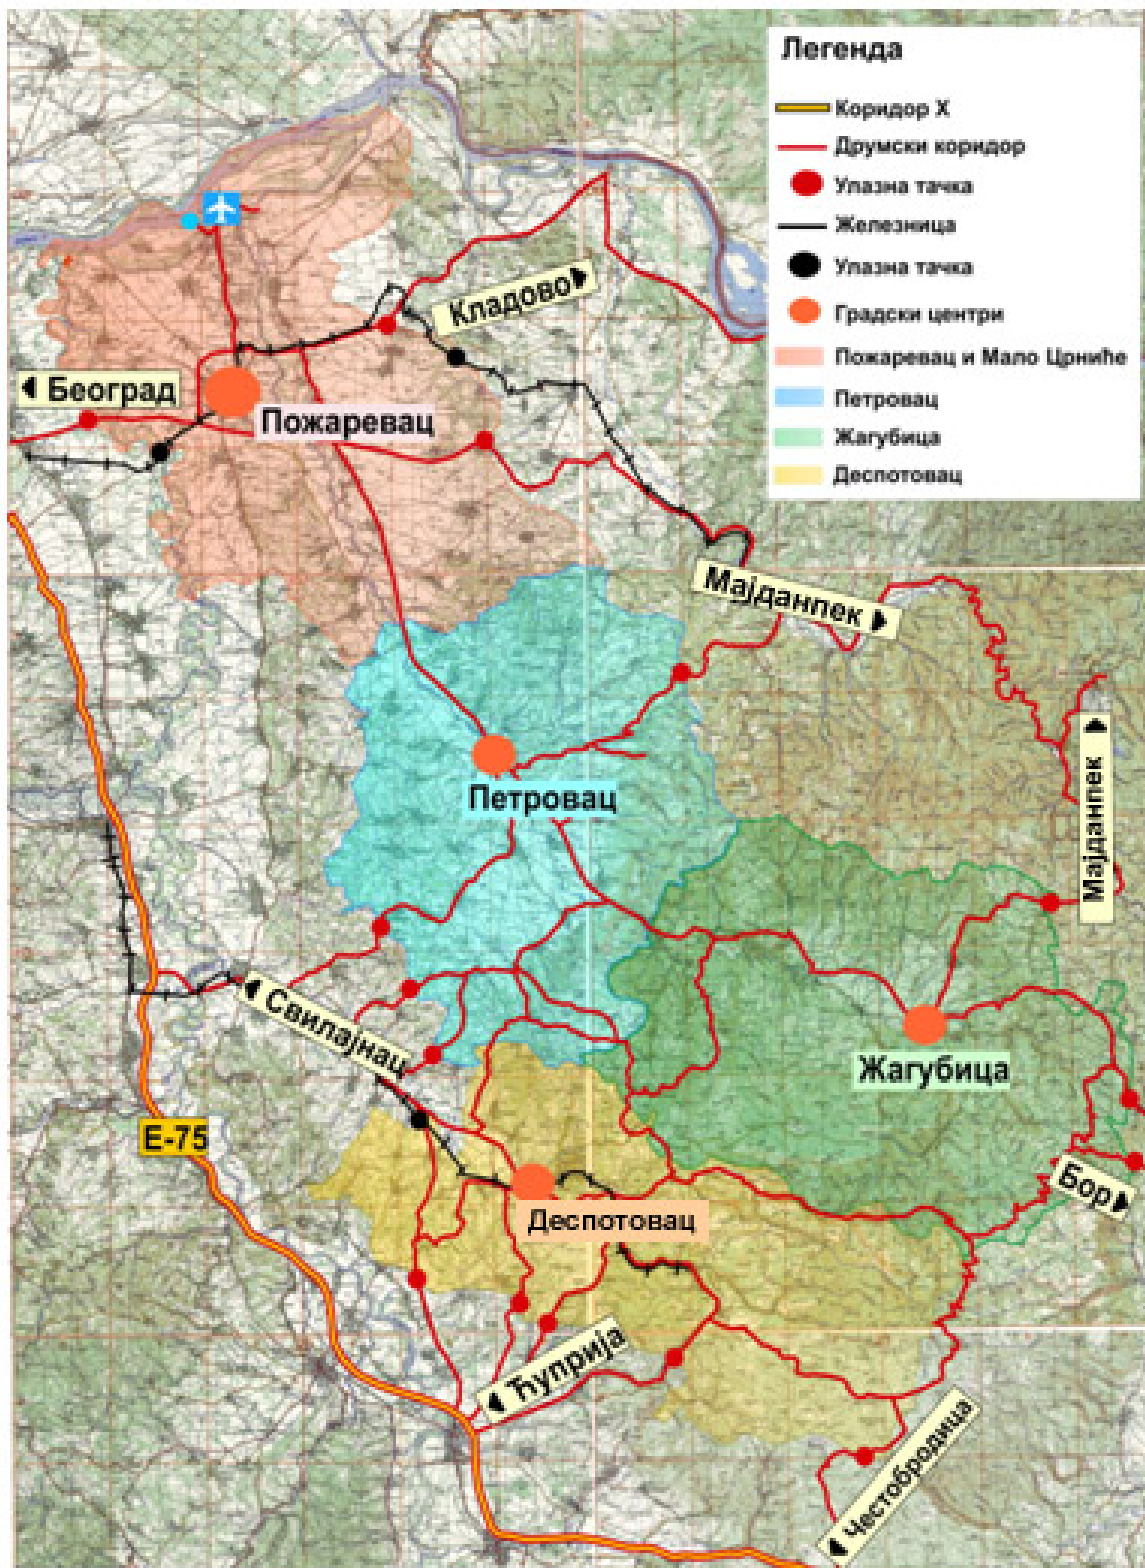 Легенда
Коридор X
Друмски коридор
Улазна тачка
Железница
Улазна тачка
Градски центри
Пожаревац и Мало Црниће
Петровац
Жагубица
Деспотовац
Кладово
Београд
Пожаревац
Мајданпек
Мајданпек
Петровац
Свилајнац
Жагубица
E-75
Бор
Деспотовац
Ћуприја
Честобродица